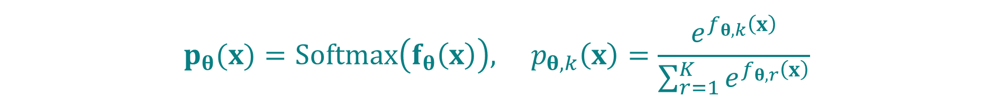 𝐩_𝛉(𝐱) = Softmax(𝐟_𝛉(𝐱)), p_{𝛉,k}(𝐱) = e^{f_{𝛉,k}(𝐱)} / ∑_{r=1}^{K} e^{f_{𝛉,r}(𝐱)}